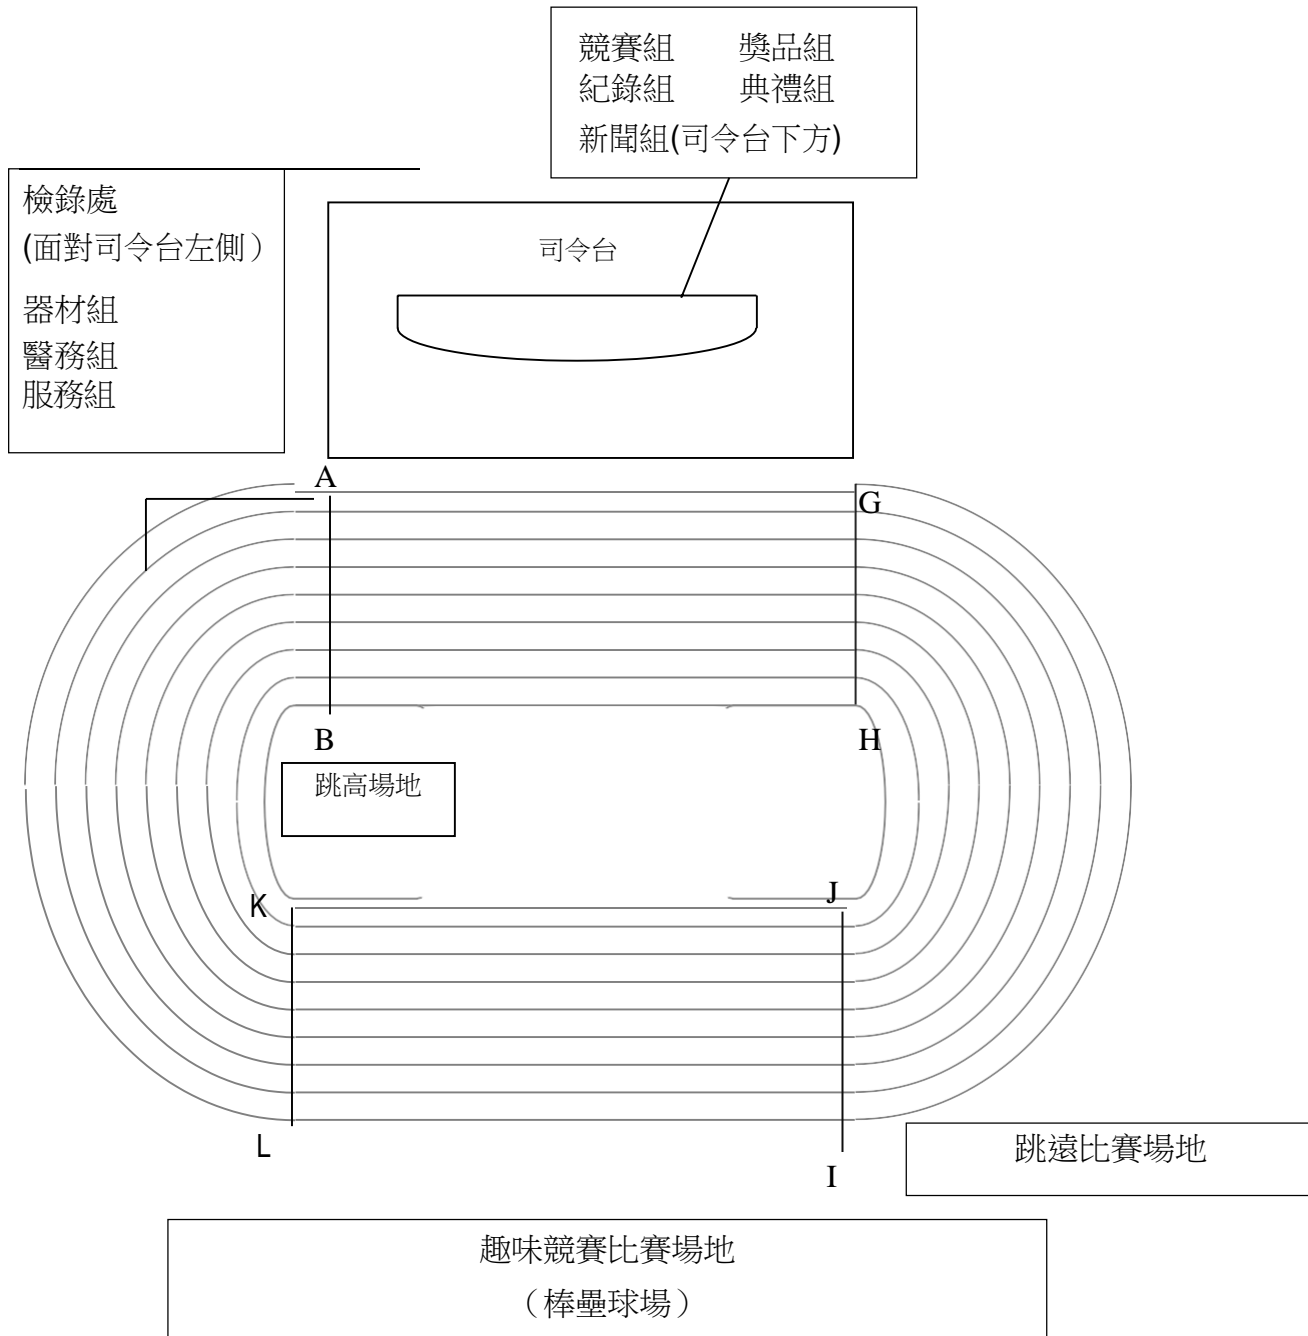 競賽組 獎品組
紀錄組 典禮組
新聞組(司令台下方)
檢錄處
(面對司令台左側）
器材組
醫務組
服務組
司令台
A
G
B
H
跳高場地
K
J
L
I
跳遠比賽場地
趣味競賽比賽場地
（棒壘球場）